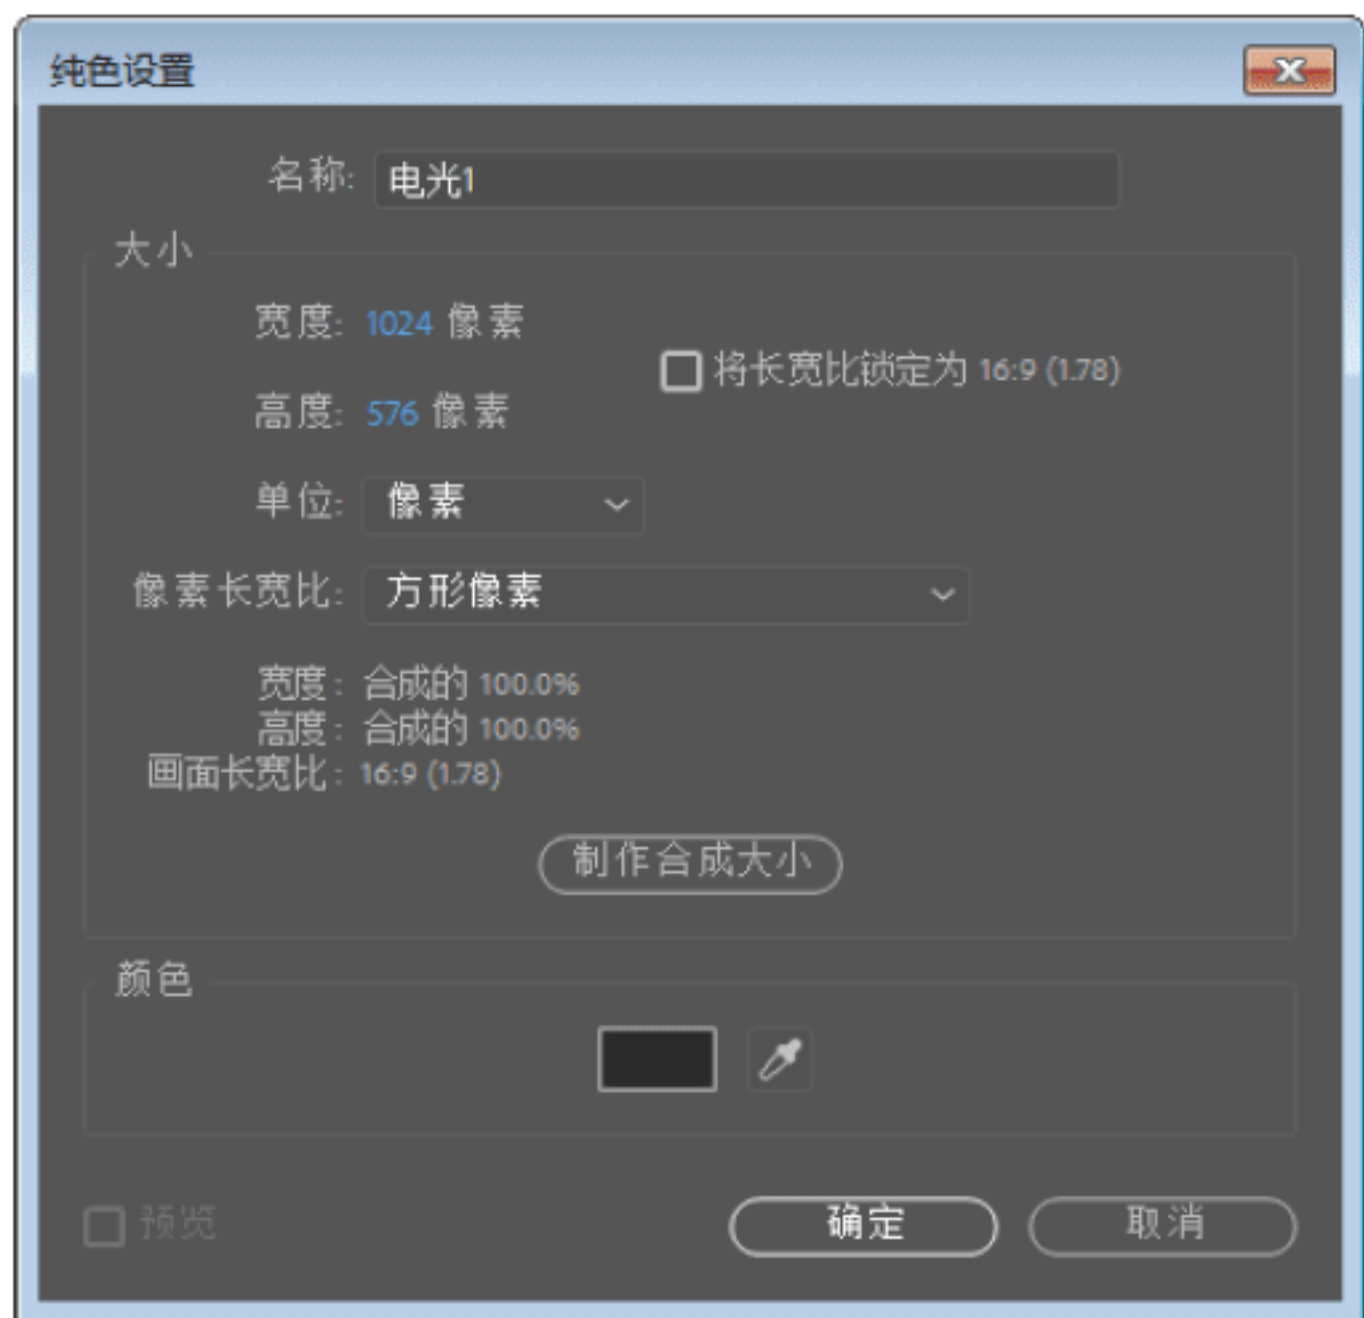 纯色设置
名称: 电光1
大小
宽度: 1024 像素
将长宽比锁定为 16:9 (1.78)
高度: 576 像素
单位: 像素
像素长宽比: 方形像素
宽度: 合成的 100.0%
高度: 合成的 100.0%
画面长宽比: 16:9 (1.78)
制作合成大小
颜色
预览 确定 取消